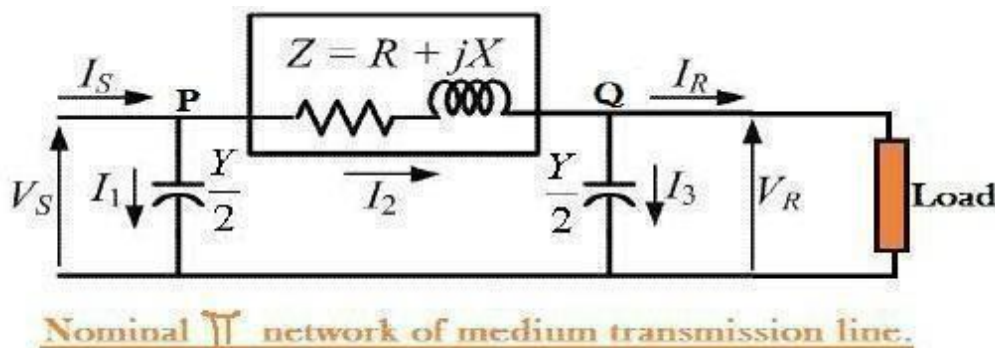 Z = R + jX
I_S P Q I_R
V_S I_1 Y/2 I_2 Y/2 I_3 V_R Load
Nominal π network of medium transmission line.